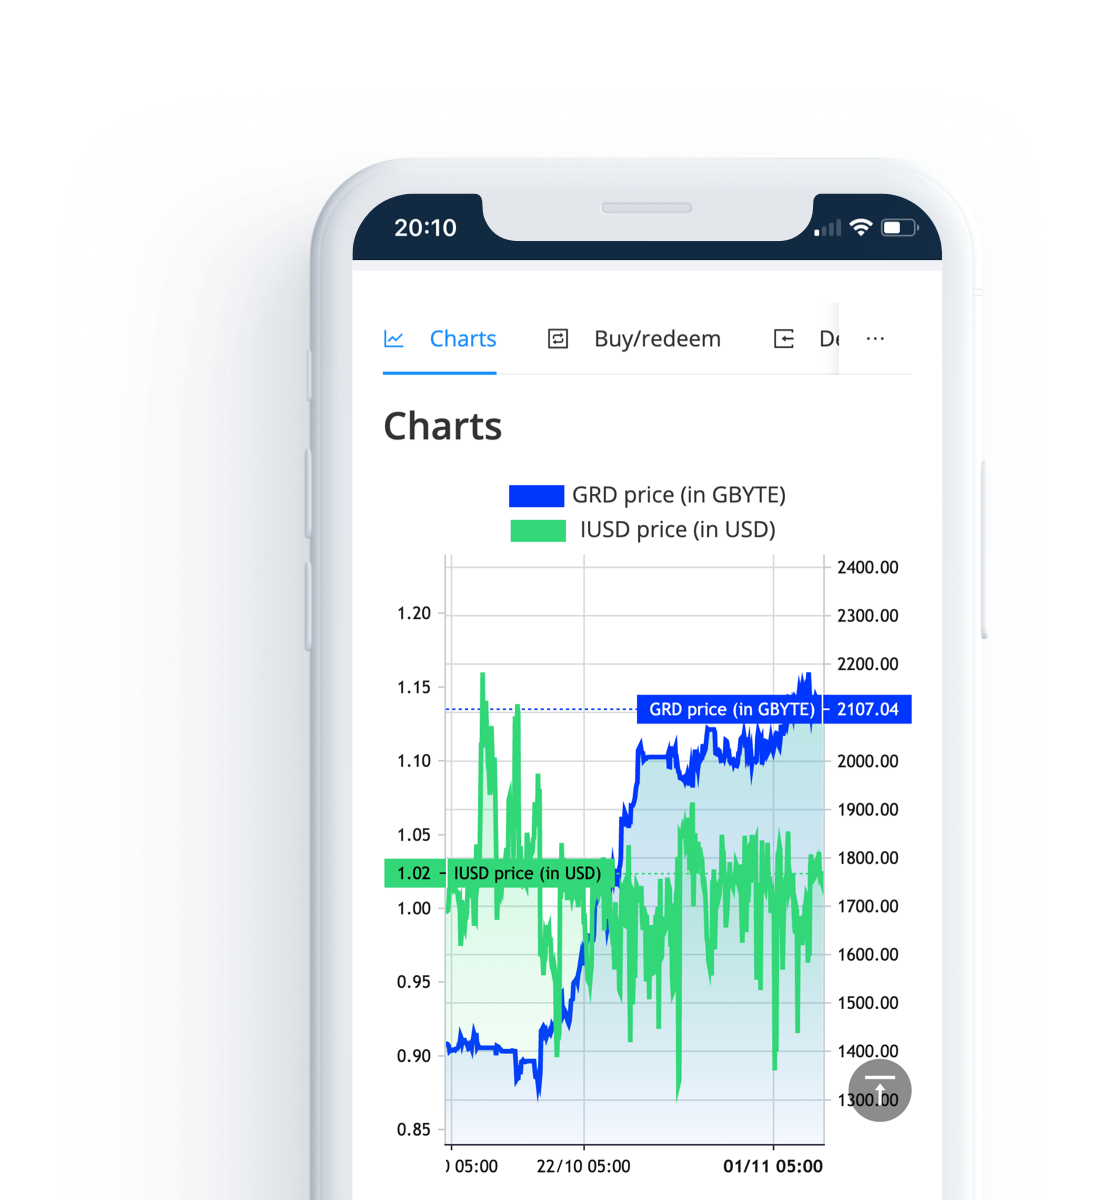 20:10
Charts Buy/redeem De ...
Charts
GRD price (in GBYTE)
IUSD price (in USD)
2400.00
1.20
2300.00
2200.00
1.15
GRD price (in GBYTE) 2107.04
1.10
2000.00
1900.00
1.05
1800.00
1.02 IUSD price (in USD)
1.00
1700.00
1600.00
0.95
1500.00
0.90
1400.00
1300.00
0.85
05:00 22/10 05:00 01/11 05:00